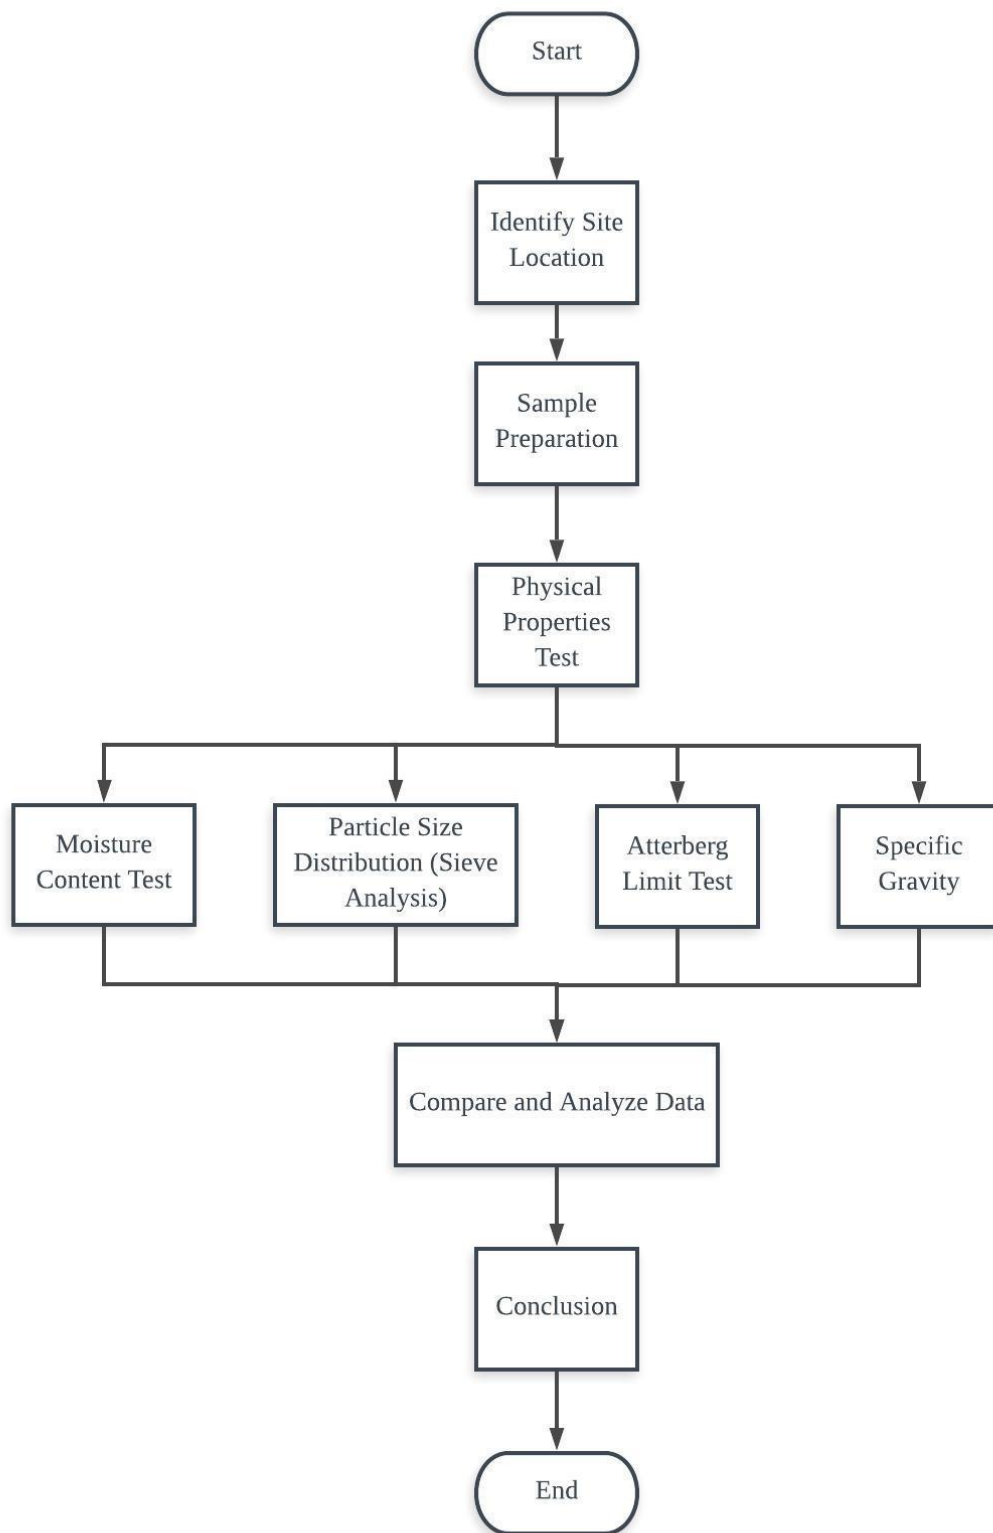 Start
Identify Site
Location
Sample
Preparation
Physical
Properties
Test
Moisture
Content Test
Particle Size
Distribution (Sieve
Analysis)
Atterberg
Limit Test
Specific
Gravity
Compare and Analyze Data
Conclusion
End